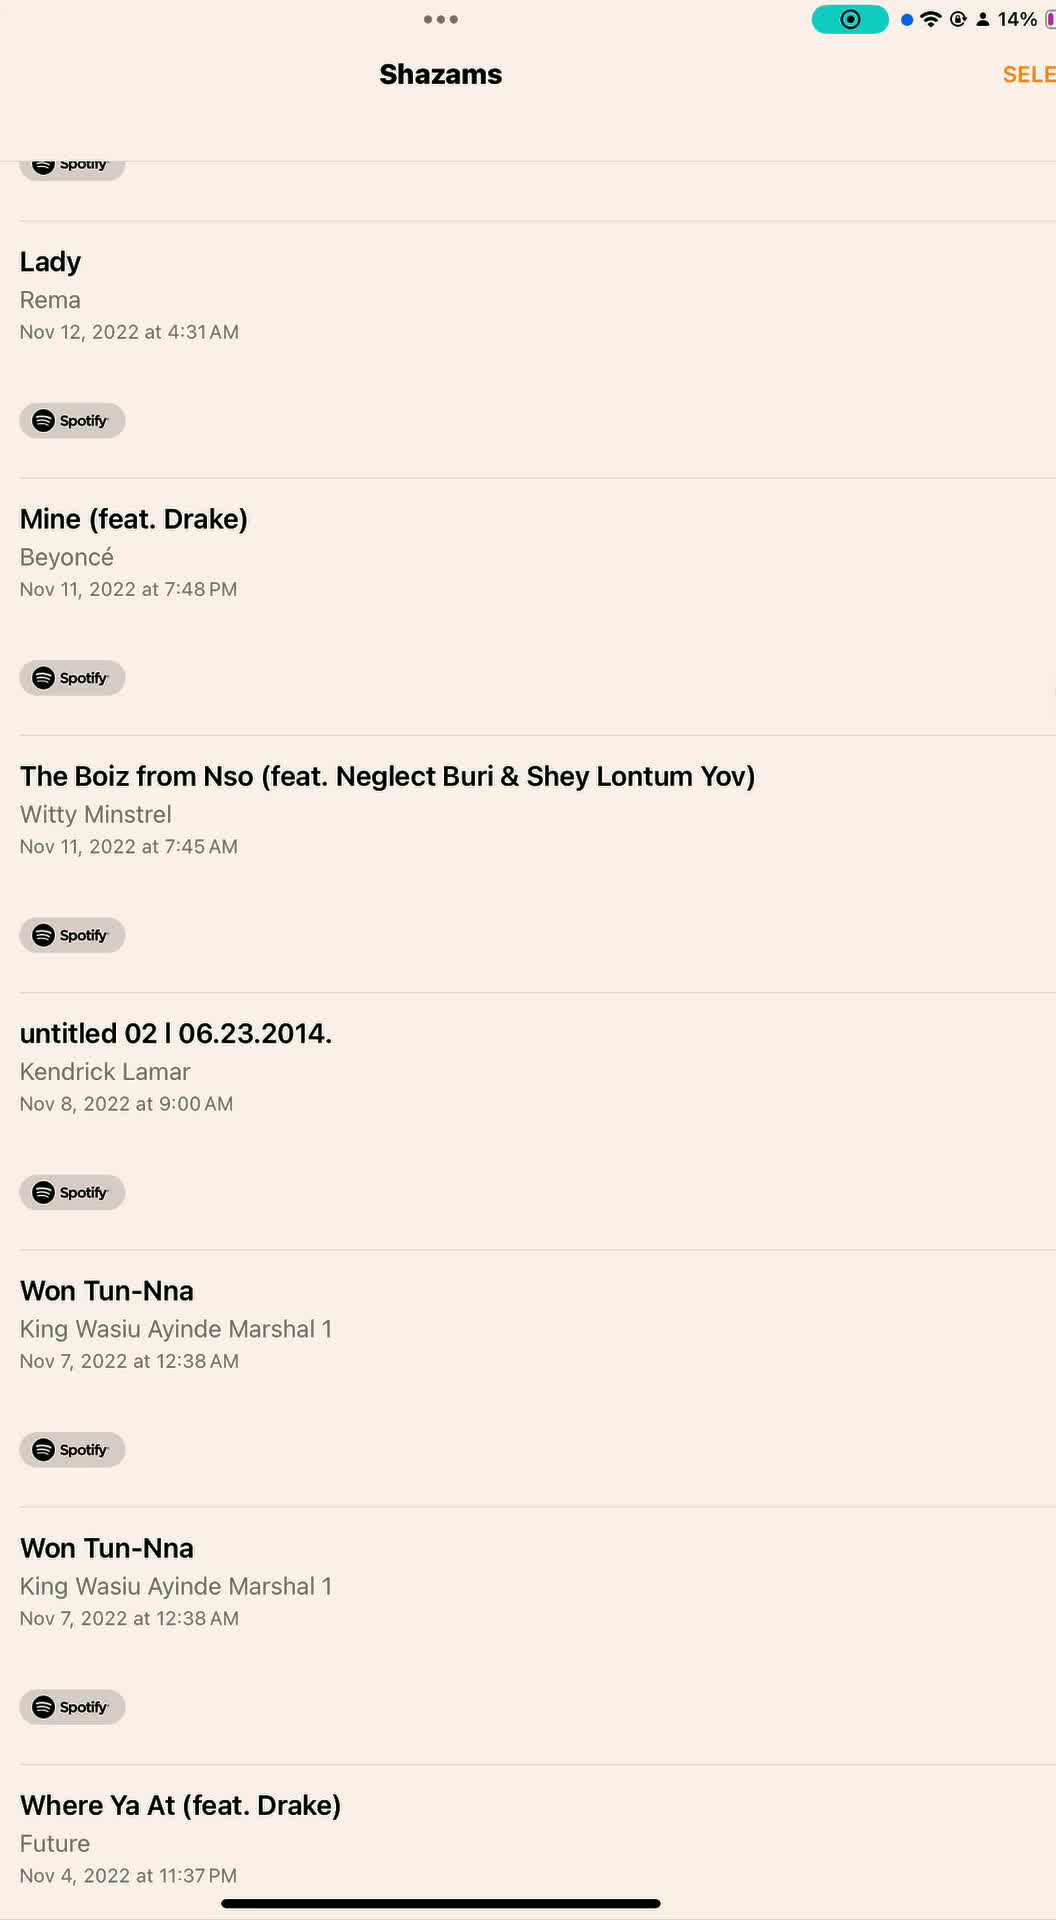 14%
Shazams
SELE
Spotify
Lady
Rema
Nov 12, 2022 at 4:31 AM
Spotify
Mine (feat. Drake)
Beyoncé
Nov 11, 2022 at 7:48 PM
Spotify
The Boiz from Nso (feat. Neglect Buri & Shey Lontum Yov)
Witty Minstrel
Nov 11, 2022 at 7:45 AM
Spotify
untitled 02 l 06.23.2014.
Kendrick Lamar
Nov 8, 2022 at 9:00 AM
Spotify
Won Tun-Nna
King Wasiu Ayinde Marshal 1
Nov 7, 2022 at 12:38 AM
Spotify
Won Tun-Nna
King Wasiu Ayinde Marshal 1
Nov 7, 2022 at 12:38 AM
Spotify
Where Ya At (feat. Drake)
Future
Nov 4, 2022 at 11:37 PM